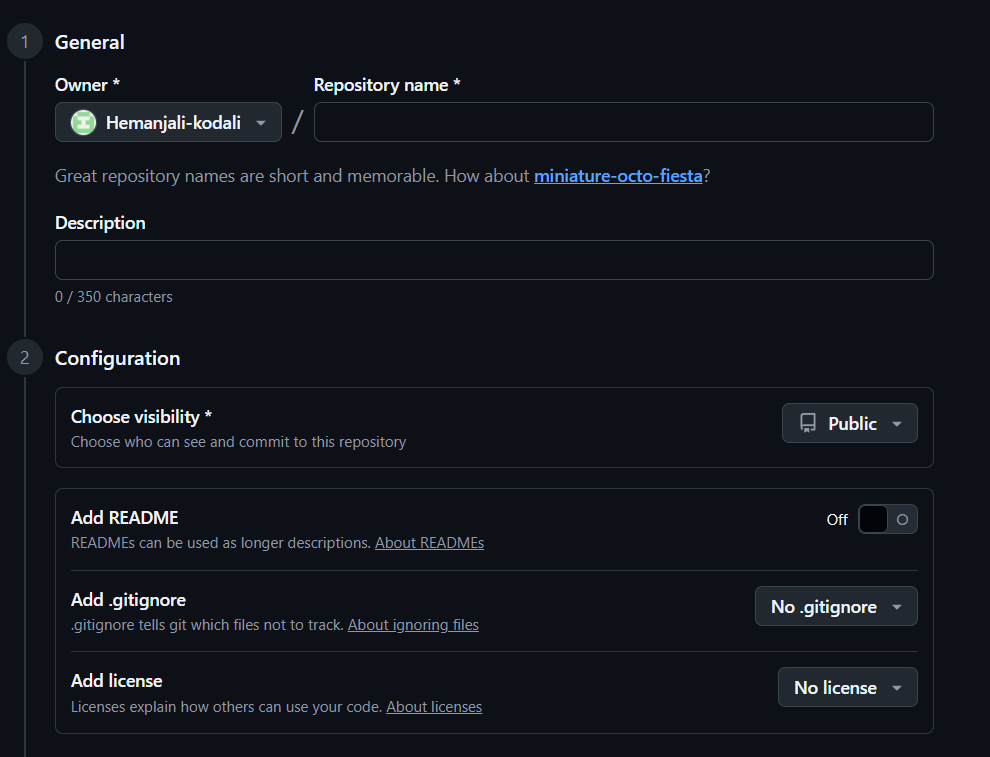 1 General
Owner * Repository name *
Hemanjali-kodali /
Great repository names are short and memorable. How about miniature-octo-fiesta?
Description
0 / 350 characters
2 Configuration
Choose visibility *
Choose who can see and commit to this repository
Public
Add README
READMEs can be used as longer descriptions. About READMEs
Off
Add .gitignore
.gitignore tells git which files not to track. About ignoring files
No .gitignore
Add license
Licenses explain how others can use your code. About licenses
No license